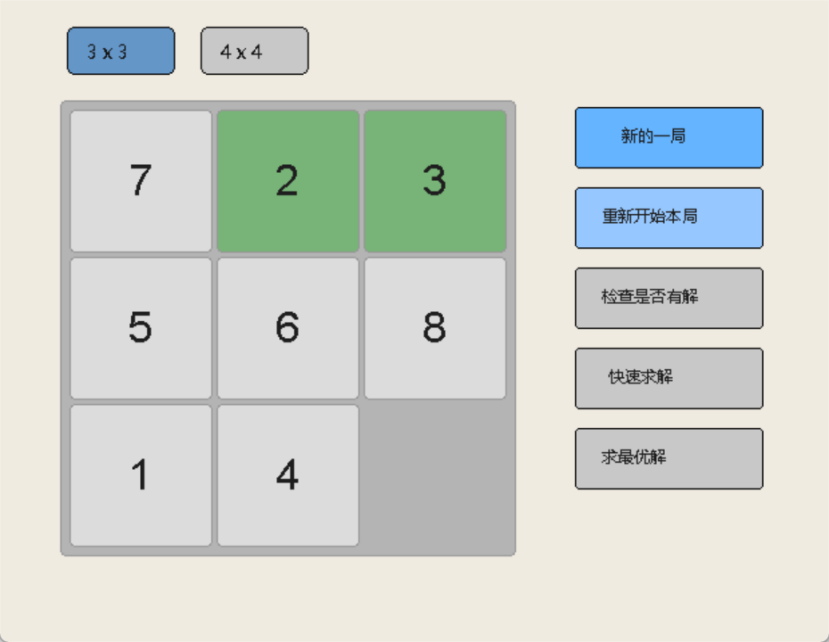 3 x 3 4 x 4
7 2 3
新的一局
重新开始本局
5 6 8
检查是否有解
快速求解
1 4
求最优解